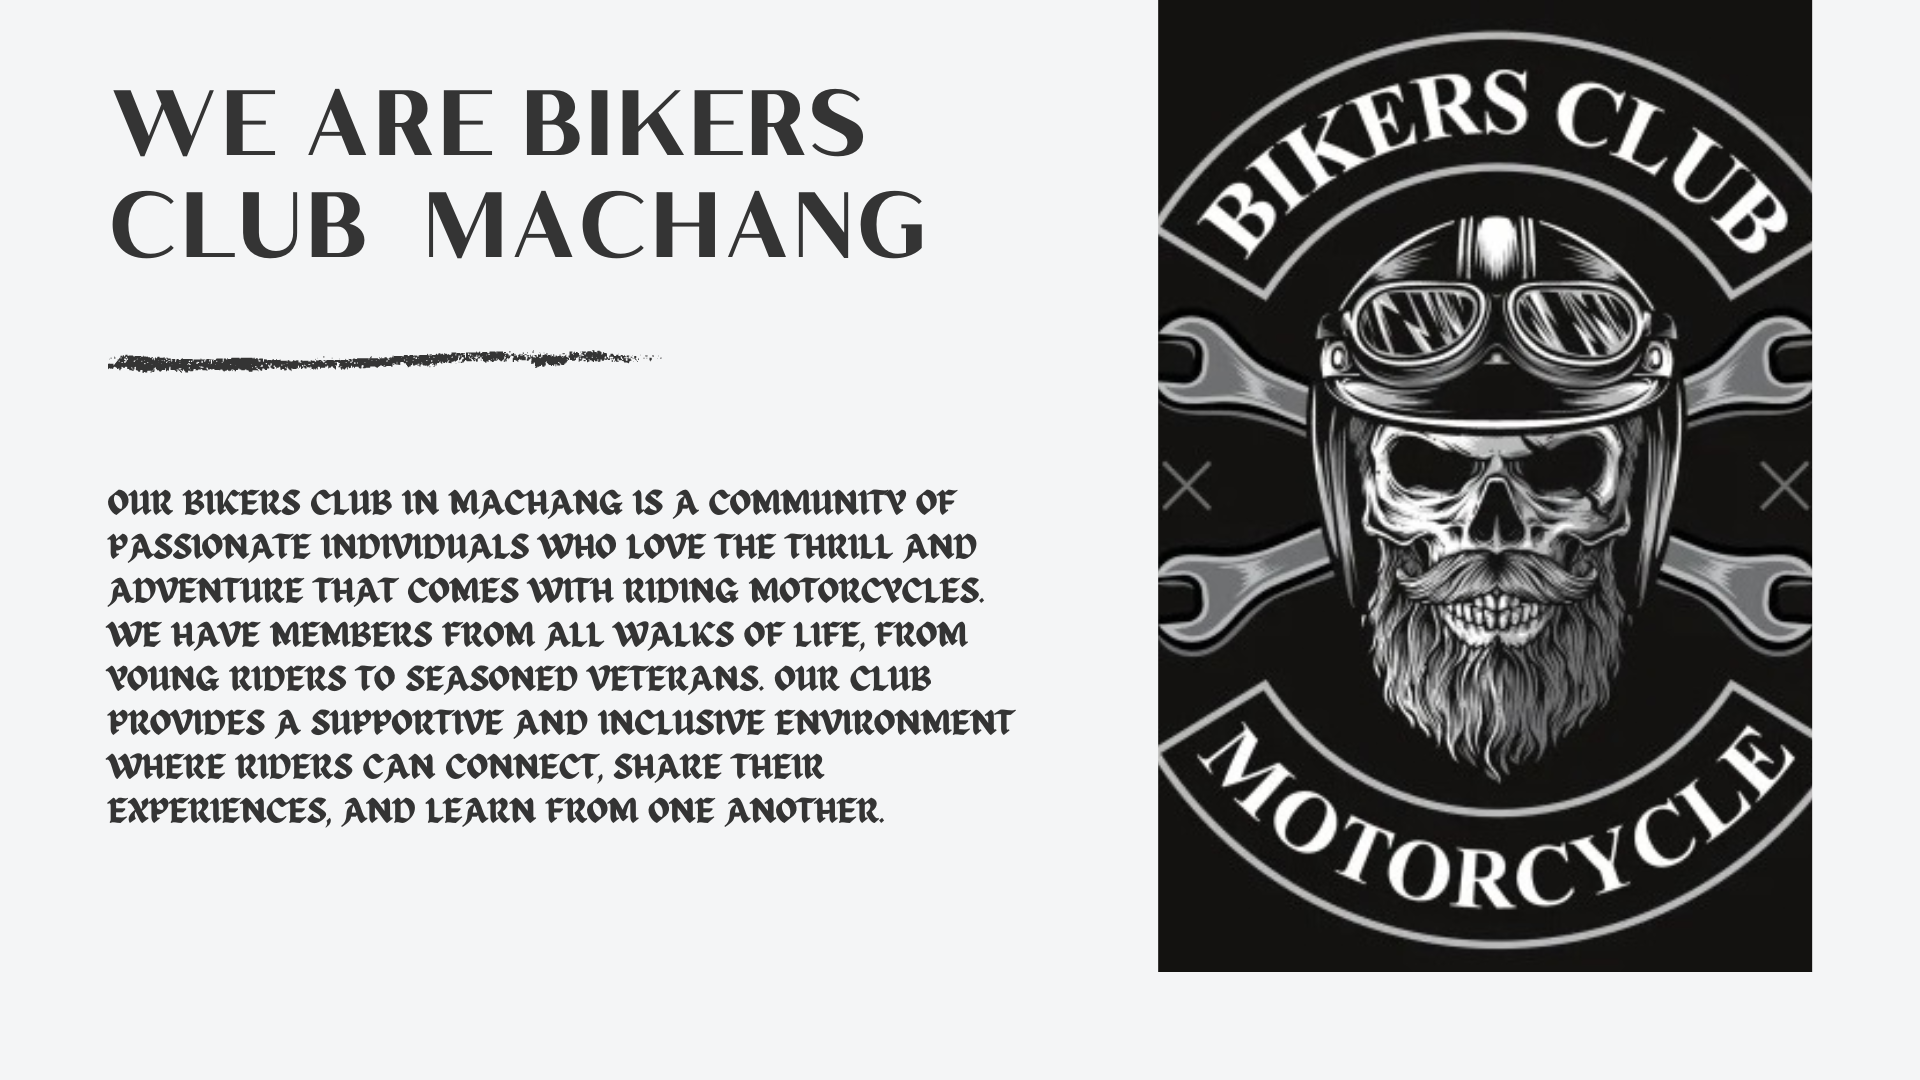 WE ARE BIKERS
CLUB MACHANG
OUR BIKERS CLUB IN MACHANG IS A COMMUNITY OF
PASSIONATE INDIVIDUALS WHO LOVE THE THRILL AND
ADVENTURE THAT COMES WITH RIDING MOTORCYCLES.
WE HAVE MEMBERS FROM ALL WALKS OF LIFE, FROM
YOUNG RIDERS TO SEASONED VETERANS. OUR CLUB
PROVIDES A SUPPORTIVE AND INCLUSIVE ENVIRONMENT
WHERE RIDERS CAN CONNECT, SHARE THEIR
EXPERIENCES, AND LEARN FROM ONE ANOTHER.
BIKERS CLUB
MOTORCYCLE